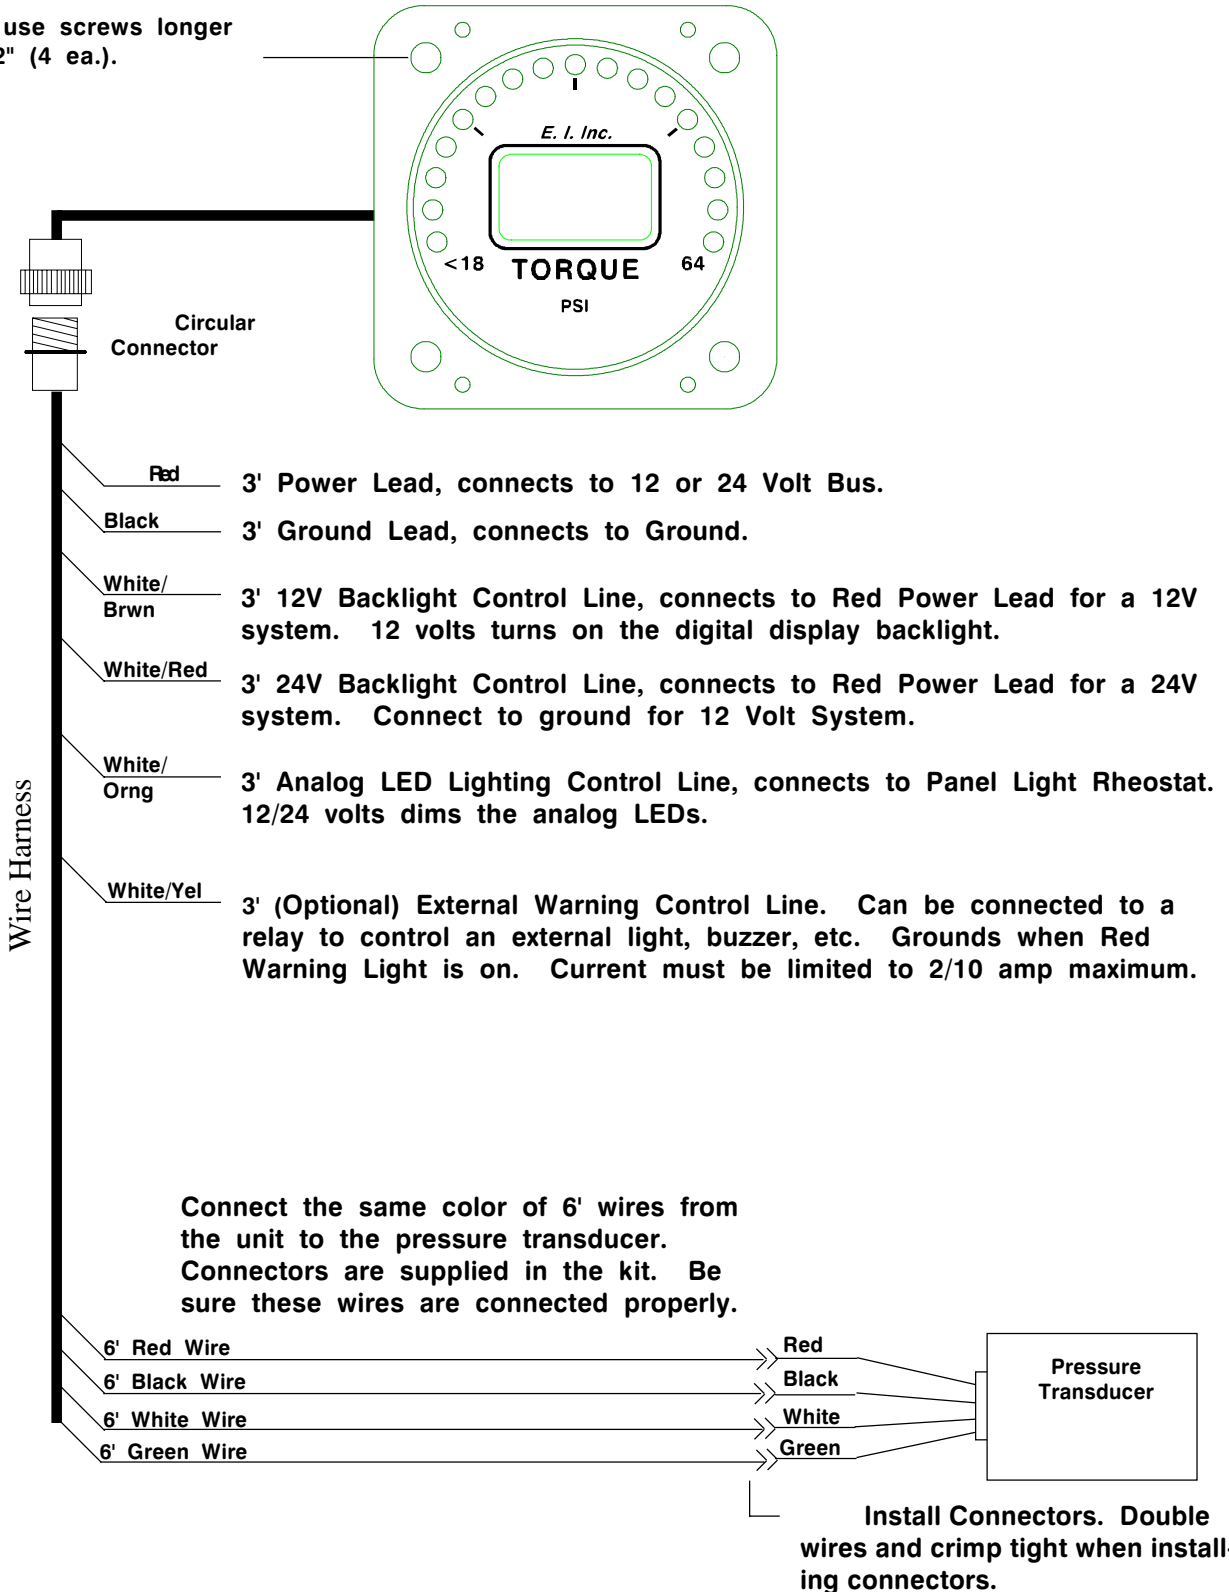 use screws longer
2" (4 ea.).
E. I. Inc.
<18
TORQUE
64
PSI
Circular
Connector
Red
3' Power Lead, connects to 12 or 24 Volt Bus.
Black
3' Ground Lead, connects to Ground.
White/
Brwn
3' 12V Backlight Control Line, connects to Red Power Lead for a 12V
system. 12 volts turns on the digital display backlight.
White/Red
3' 24V Backlight Control Line, connects to Red Power Lead for a 24V
system. Connect to ground for 12 Volt System.
White/
Orng
3' Analog LED Lighting Control Line, connects to Panel Light Rheostat.
12/24 volts dims the analog LEDs.
Wire Harness
White/Yel
3' (Optional) External Warning Control Line. Can be connected to a
relay to control an external light, buzzer, etc. Grounds when Red
Warning Light is on. Current must be limited to 2/10 amp maximum.
Connect the same color of 6' wires from
the unit to the pressure transducer.
Connectors are supplied in the kit. Be
sure these wires are connected properly.
6' Red Wire
6' Black Wire
6' White Wire
6' Green Wire
Red
Black
White
Green
Pressure
Transducer
Install Connectors. Double
wires and crimp tight when install-
ing connectors.